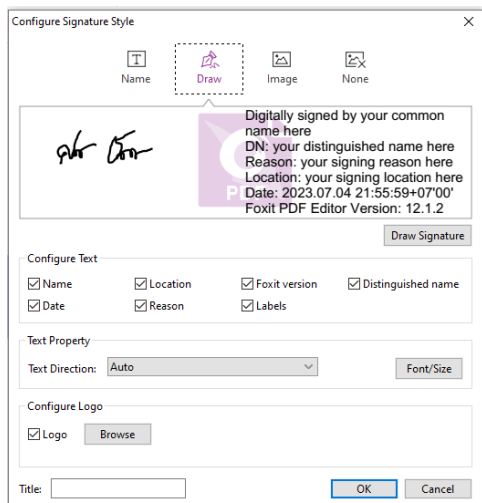 Configure Signature Style
Name
Draw
Image
None
Digitally signed by your common
name here
DN: your distinguished name here
Reason: your signing reason here
Location: your signing location here
Date: 2023.07.04 21:55:59+07'00'
Foxit PDF Editor Version: 12.1.2
PD
Draw Signature
Configure Text
Name Location Foxit version Distinguished name
Date Reason Labels
Text Property
Text Direction: Auto Font/Size
Configure Logo
Logo Browse
Title: OK Cancel